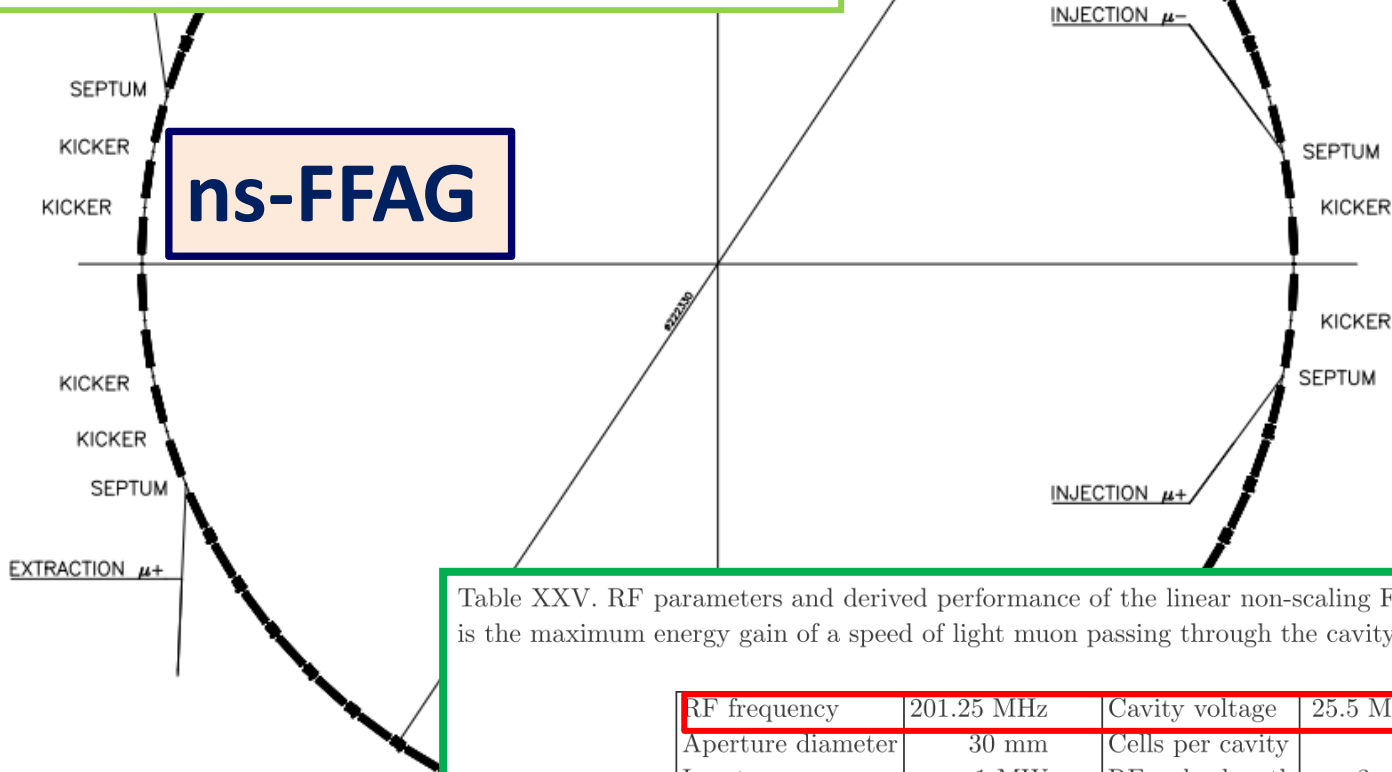 INJECTION μ−
SEPTUM
KICKER
KICKER
SEPTUM
KICKER
ns-FFAG
KICKER
SEPTUM
KICKER
KICKER
SEPTUM
EXTRACTION μ+
INJECTION μ+
Table XXV. RF parameters and derived performance of the linear non-scaling
is the maximum energy gain of a speed of light muon passing through the cavity
RF frequency 201.25 MHz Cavity voltage 25.5
Aperture diameter 30 mm Cells per cavity